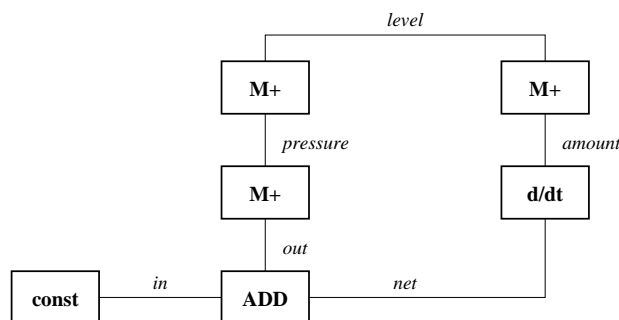 level
M+ M+
pressure amount
M+ d/dt
out
in net
const ADD